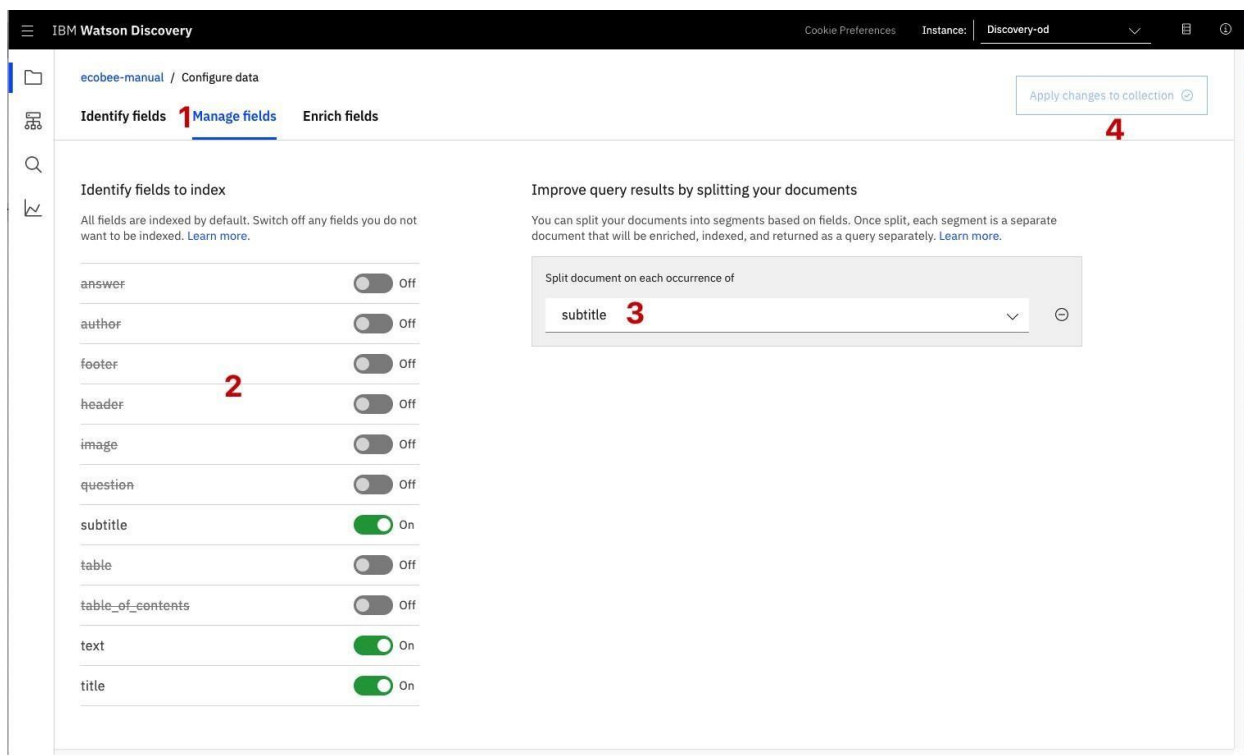 IBM Watson Discovery
Cookie Preferences
Instance:
Discovery-od
ecobee-manual / Configure data
Apply changes to collection
4
Identify fields
1
Manage fields
Enrich fields
Identify fields to index
All fields are indexed by default. Switch off any fields you do not
want to be indexed. Learn more.
answer Off
author Off
footer Off
2
header Off
image Off
question Off
subtitle On
table Off
table_of_contents Off
text On
title On
Improve query results by splitting your documents
You can split your documents into segments based on fields. Once split, each segment is a separate
document that will be enriched, indexed, and returned as a query separately. Learn more.
Split document on each occurrence of
subtitle 3